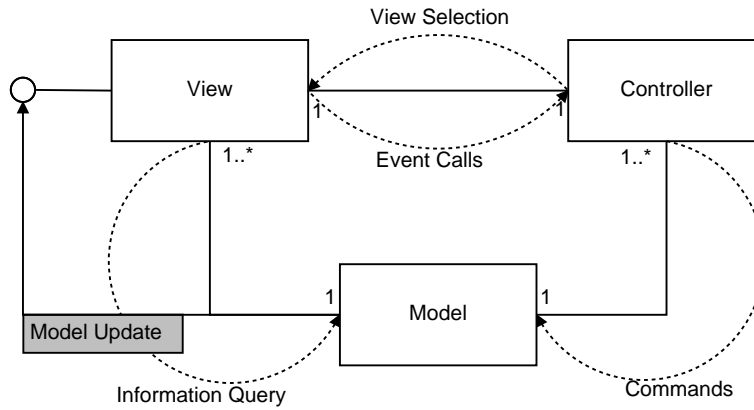 View Selection
View
Controller
1
1
1..*
Event Calls
1..*
1
Model
1
Model Update
Information Query
Commands